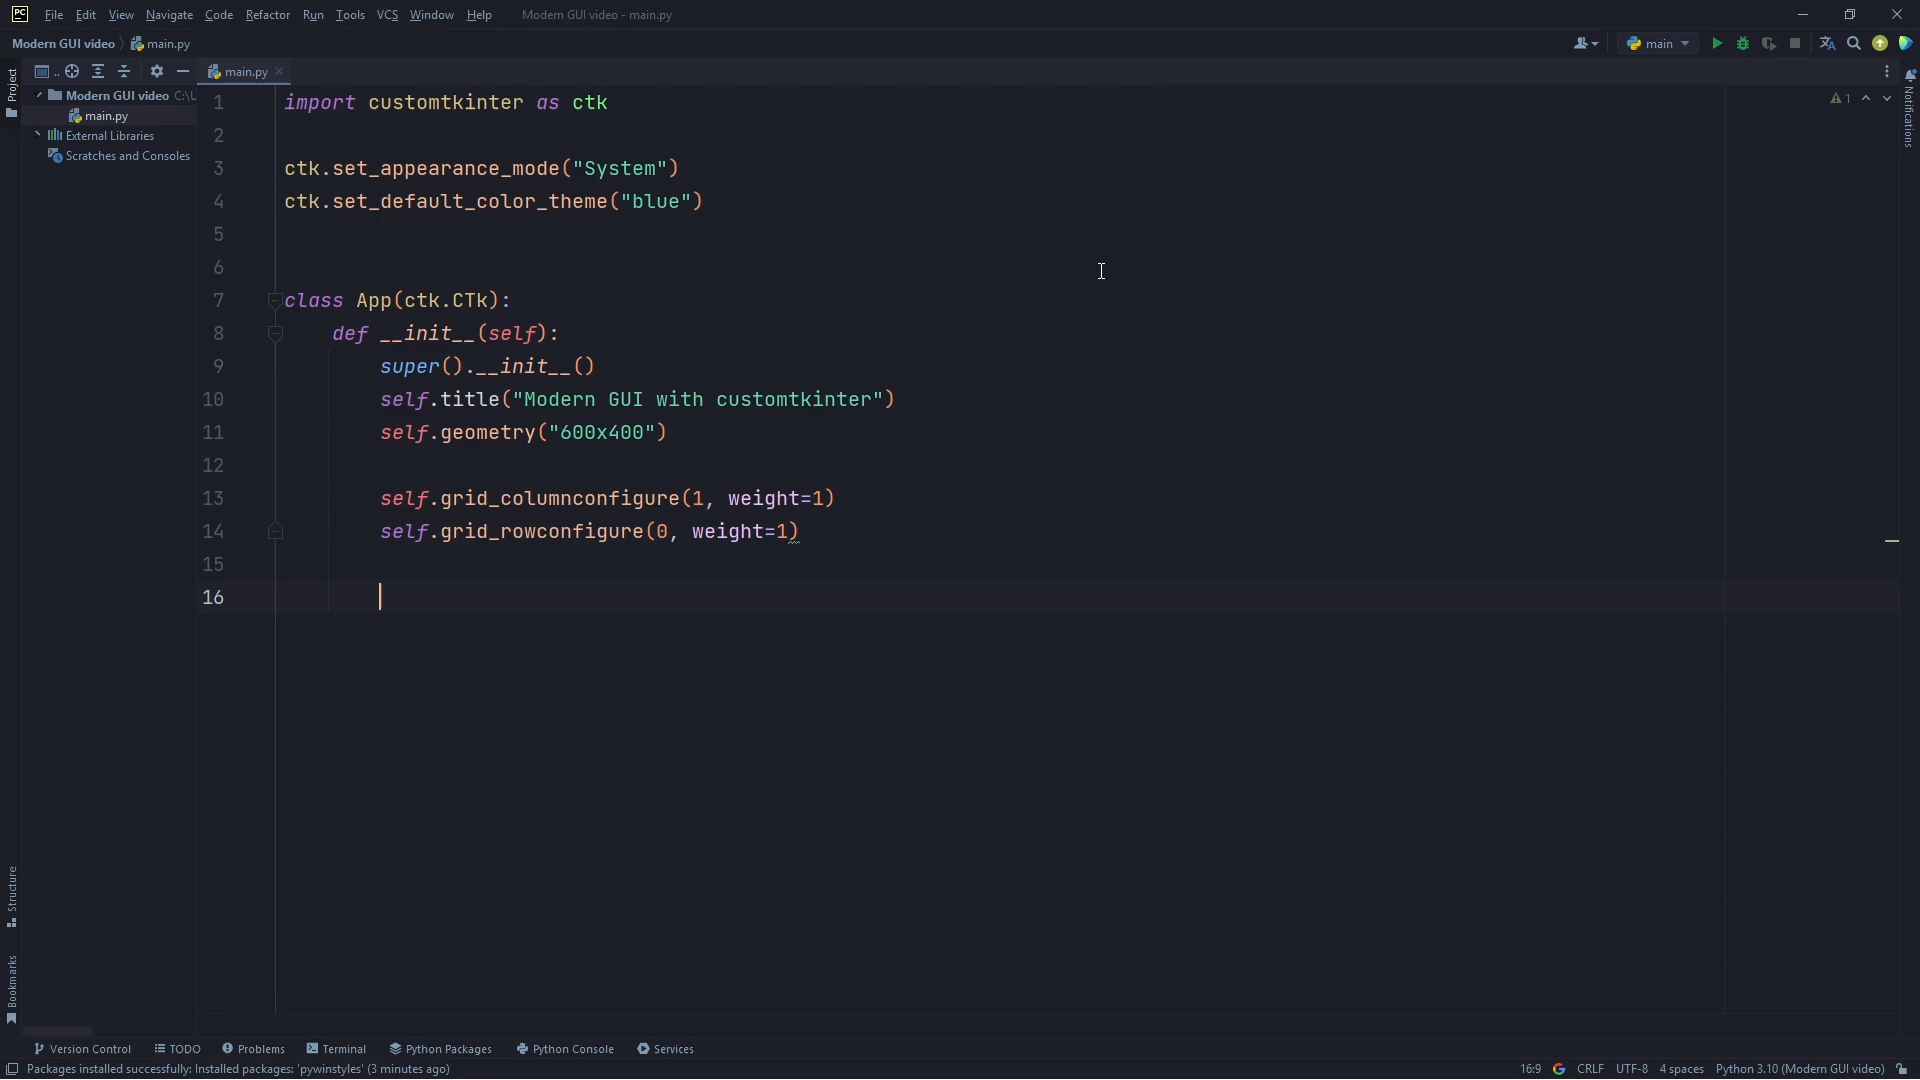 PC File Edit View Navigate Code Refactor Run Tools VCS Window Help Modern GUI video - main.py
Modern GUI video main.py main
Project
main.py
Modern GUI video C:\U
main.py
External Libraries
Scratches and Consoles
1 import customtkinter as ctk
2
3 ctk.set_appearance_mode("System")
4 ctk.set_default_color_theme("blue")
5
6
7 class App(ctk.CTk):
8 def __init__(self):
9 super().__init__()
10 self.title("Modern GUI with customtkinter")
11 self.geometry("600x400")
12
13 self.grid_columnconfigure(1, weight=1)
14 self.grid_rowconfigure(0, weight=1)
15
16
1
Notifications
Structure
Bookmarks
Version Control TODO Problems Terminal Python Packages Python Console Services
Packages installed successfully: Installed packages: 'pywinstyles' (3 minutes ago) 16:9 CRLF UTF-8 4 spaces Python 3.10 (Modern GUI video)